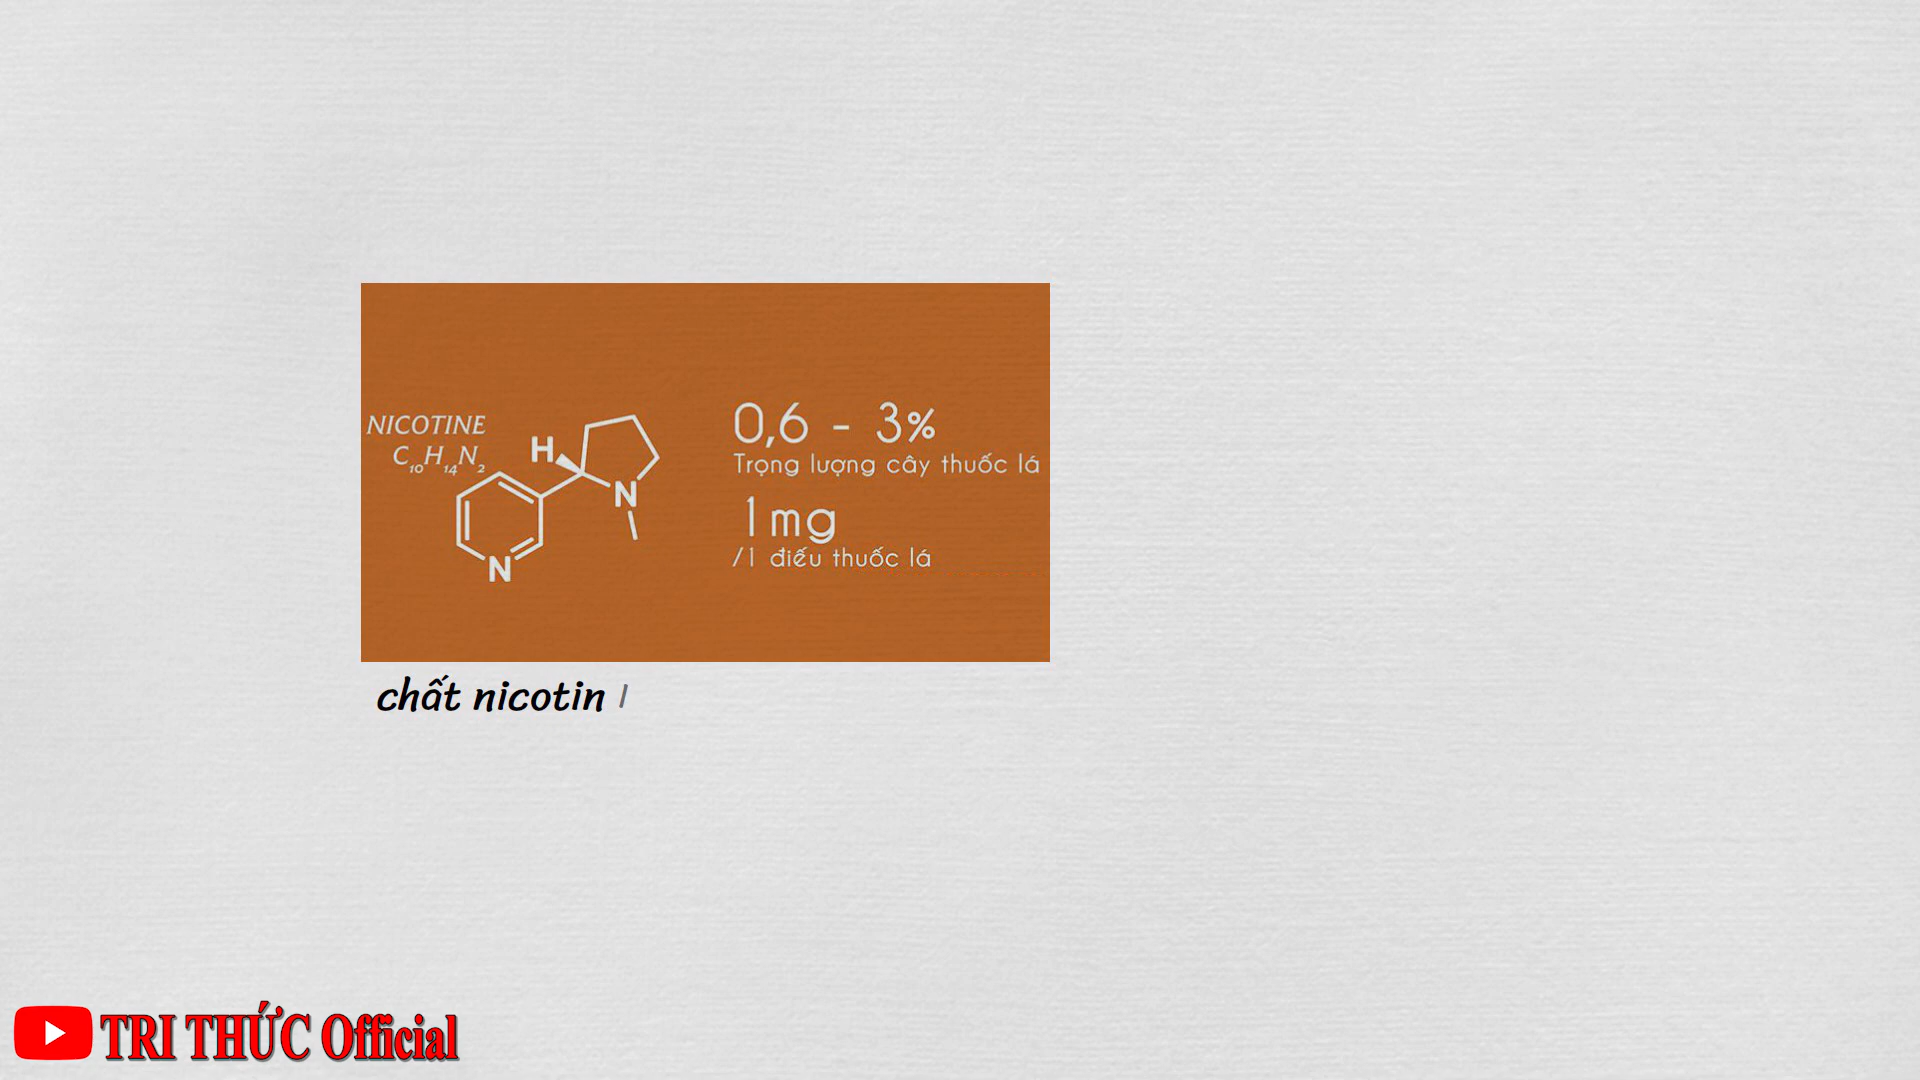 NICOTINE
C₁₀H₁₄N₂
H
N
N
0,6 - 3%
Trọng lượng cây thuốc lá
1mg
/1 điếu thuốc lá
chất nicotin l
TRI THỨC Official